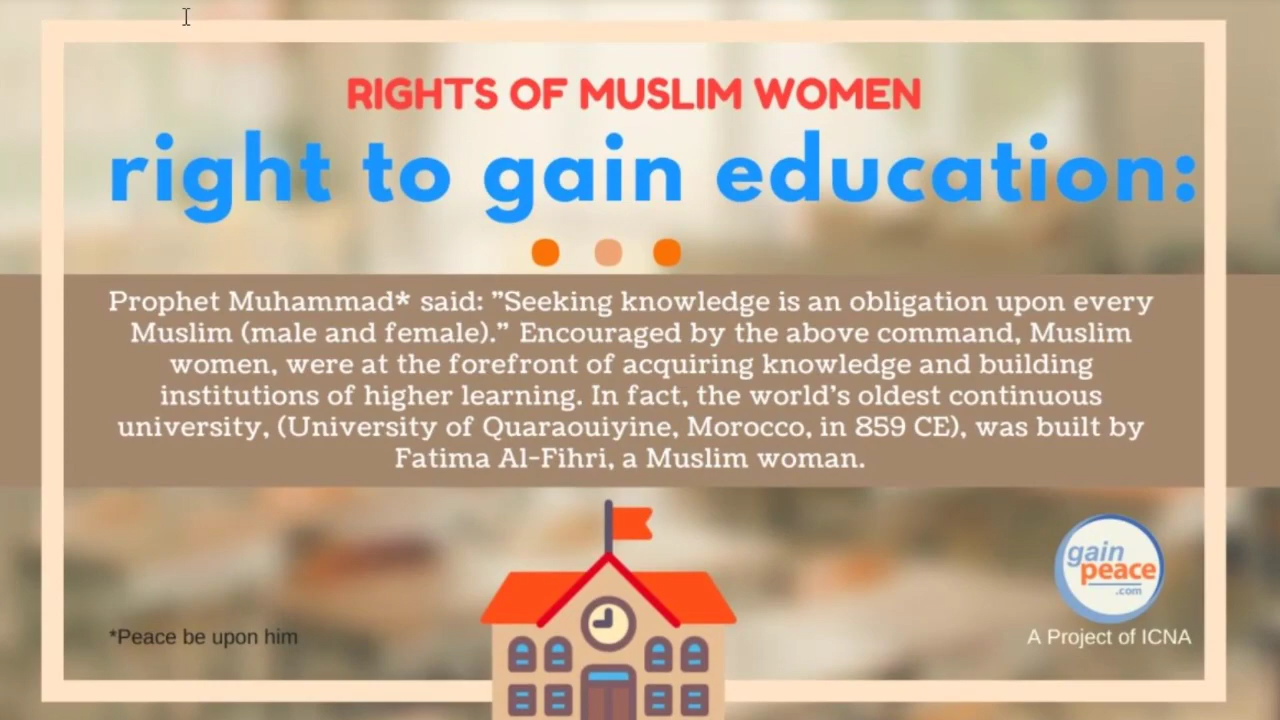 RIGHTS OF MUSLIM WOMEN
right to gain education:
Prophet Muhammad* said: "Seeking knowledge is an obligation upon every
Muslim (male and female)." Encouraged by the above command, Muslim
women, were at the forefront of acquiring knowledge and building
institutions of higher learning. In fact, the world's oldest continuous
university, (University of Quaraouiyine, Morocco, in 859 CE), was built by
Fatima Al-Fihri, a Muslim woman.
gain
peace
.com
*Peace be upon him
A Project of ICNA